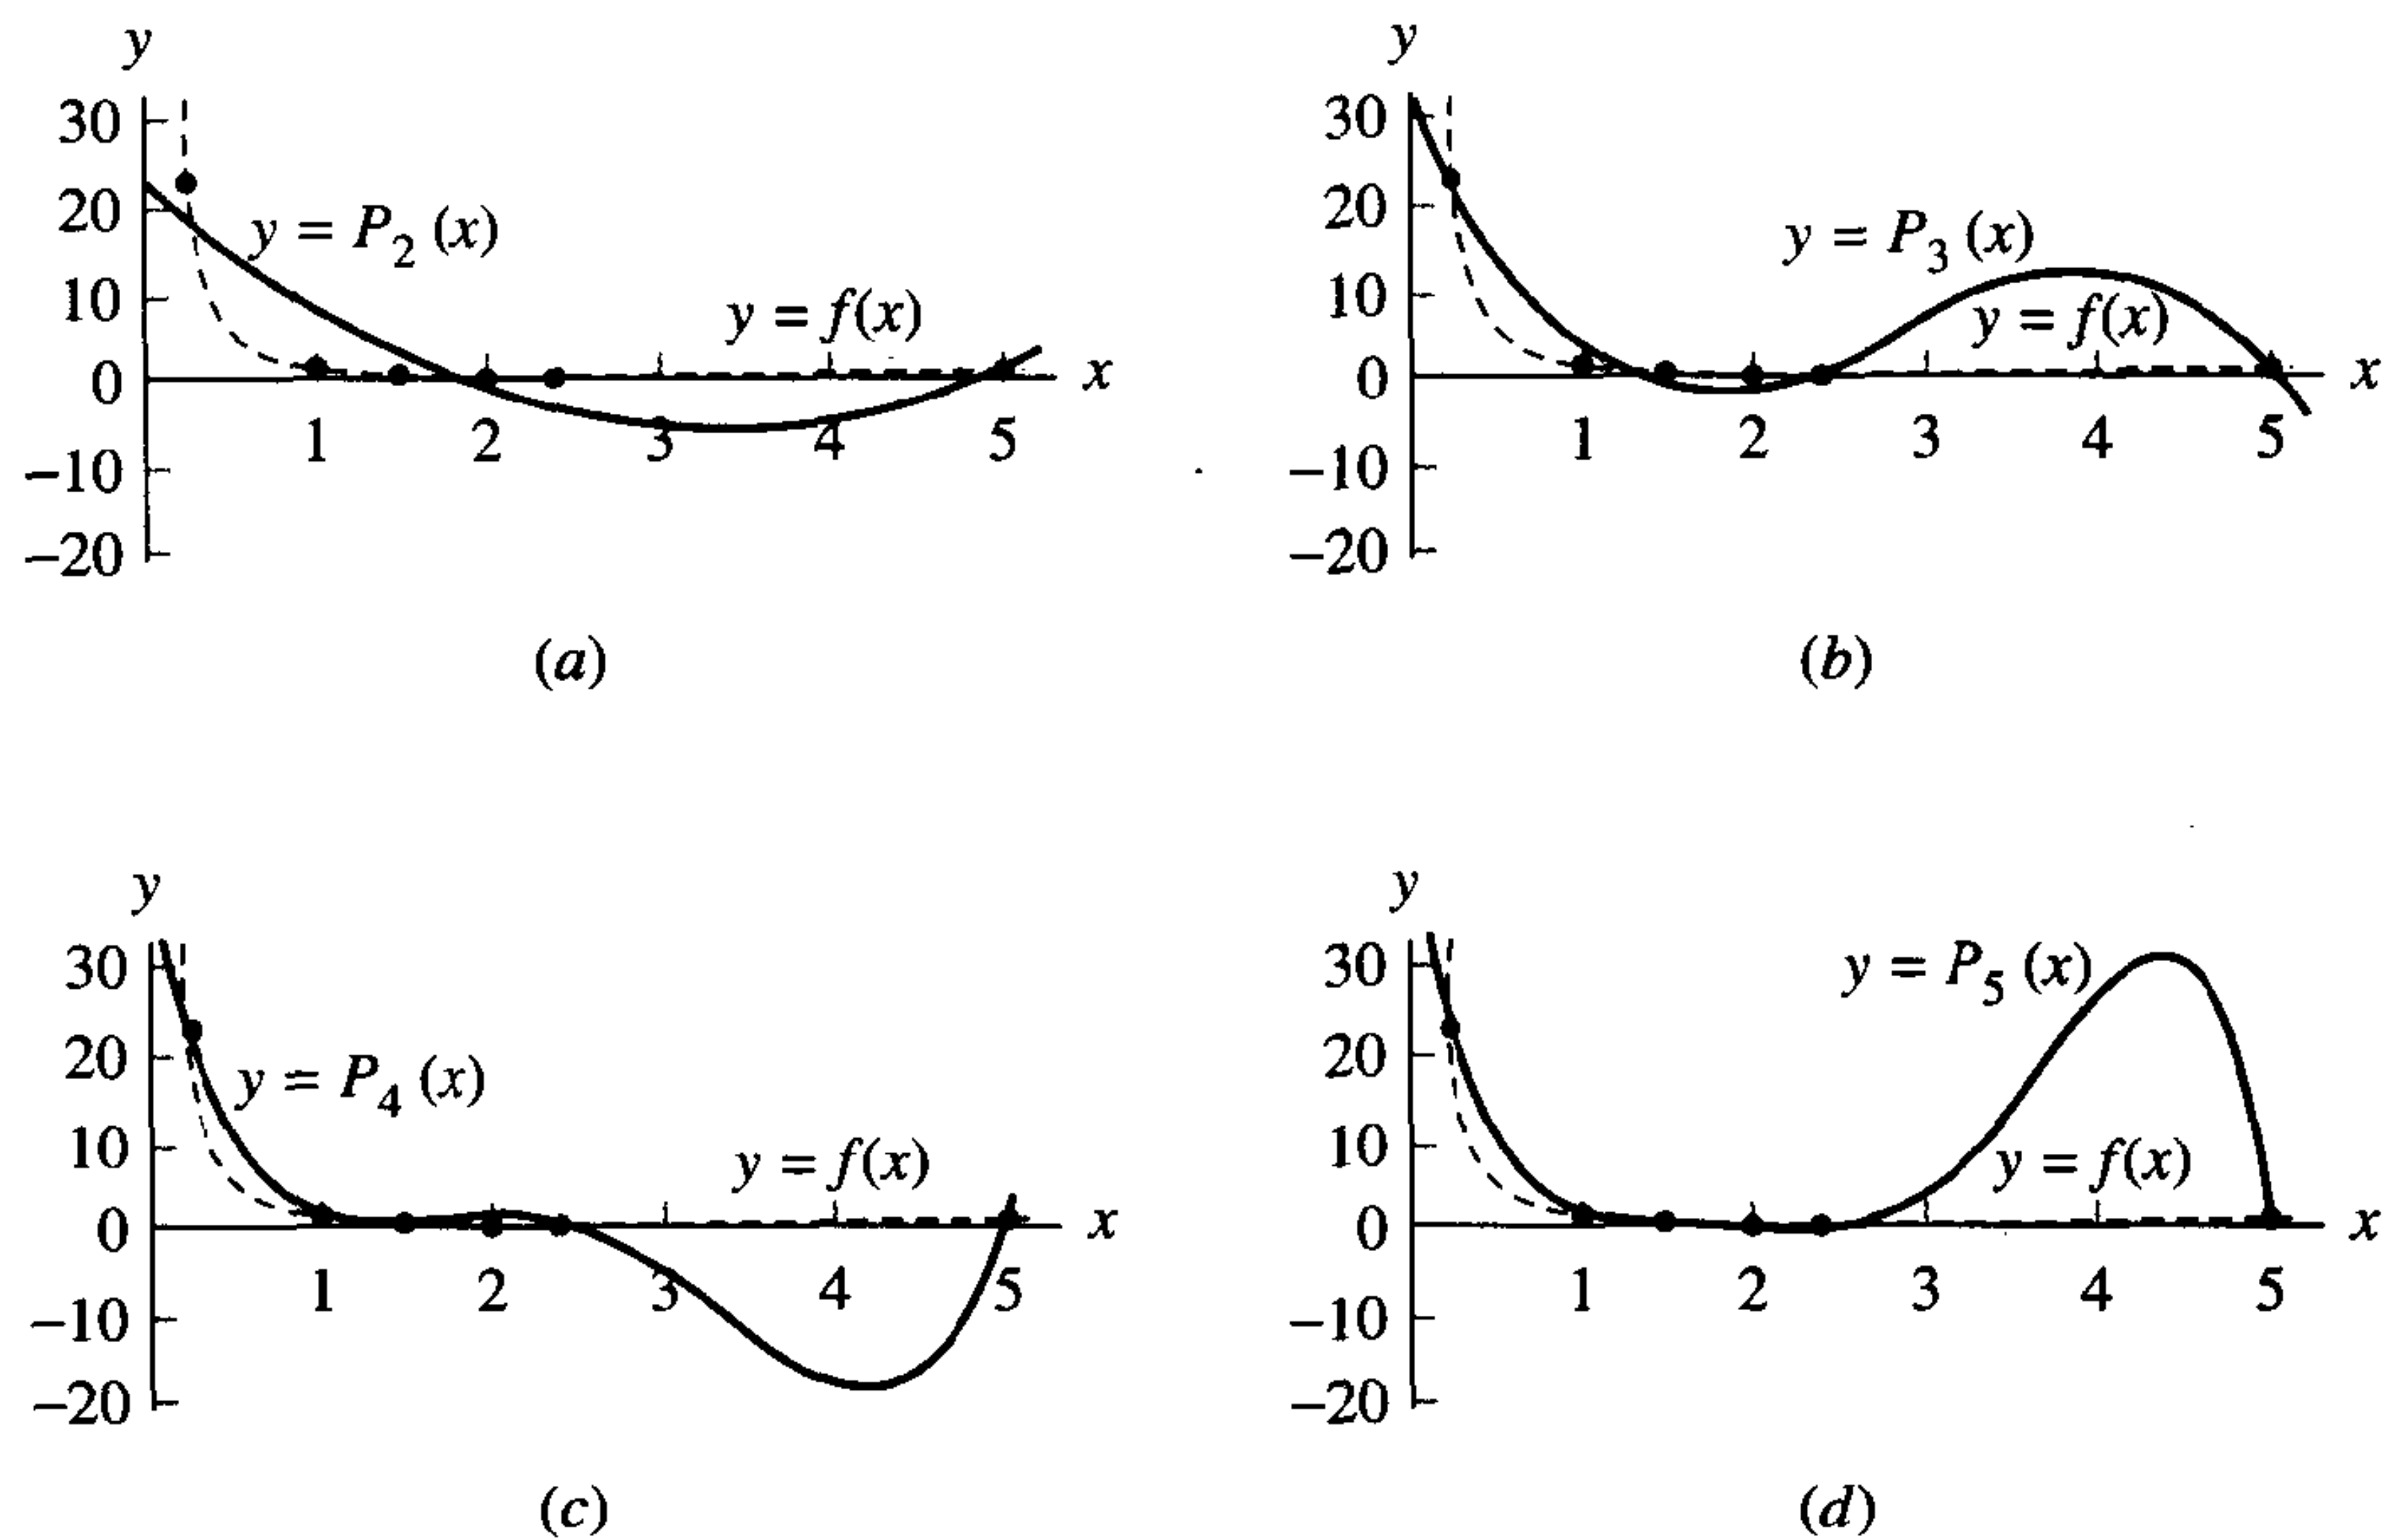 y
30
20
10
0
−10
−20
y = P2 (x)
y = f(x)
1 2 3 4 5
x
(a)
y
30
20
10
0
−10
−20
y = P3 (x)
y = f(x)
1 2 3 4 5
x
(b)
y
30
20
10
0
−10
−20
y = P4 (x)
y = f(x)
1 2 3 4 5
x
(c)
y
30
20
10
0
−10
−20
y = P5 (x)
y = f(x)
1 2 3 4 5
x
(d)